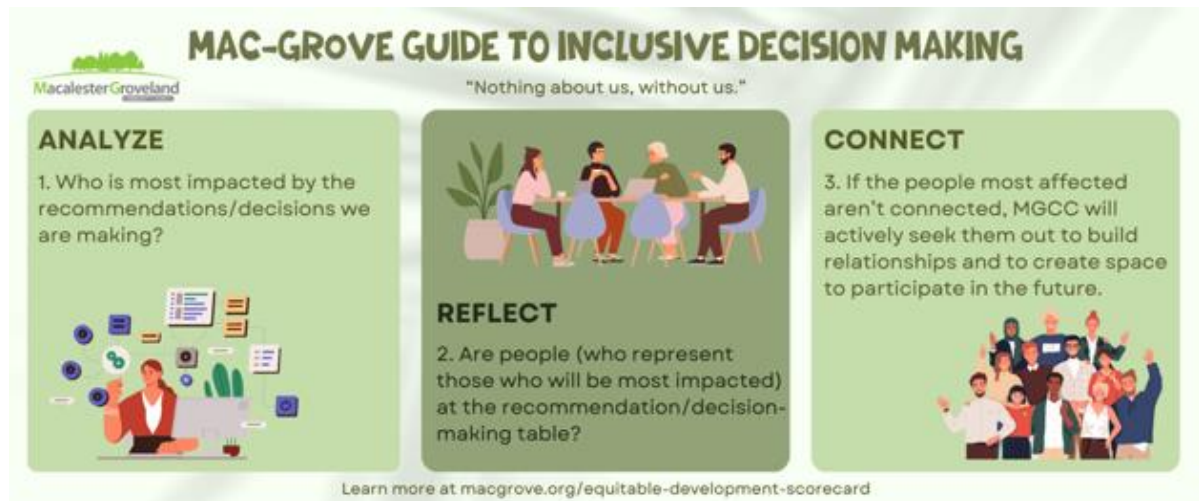 MAC-GROVE GUIDE TO INCLUSIVE DECISION MAKING
MacalesterGroveland
"Nothing about us, without us."
ANALYZE
1. Who is most impacted by the
recommendations/decisions we
are making?
REFLECT
2. Are people (who represent
those who will be most impacted)
at the recommendation/decision-
making table?
CONNECT
3. If the people most affected
aren't connected, MGCC will
actively seek them out to build
relationships and to create space
to participate in the future.
Learn more at macgrove.org/equitable-development-scorecard